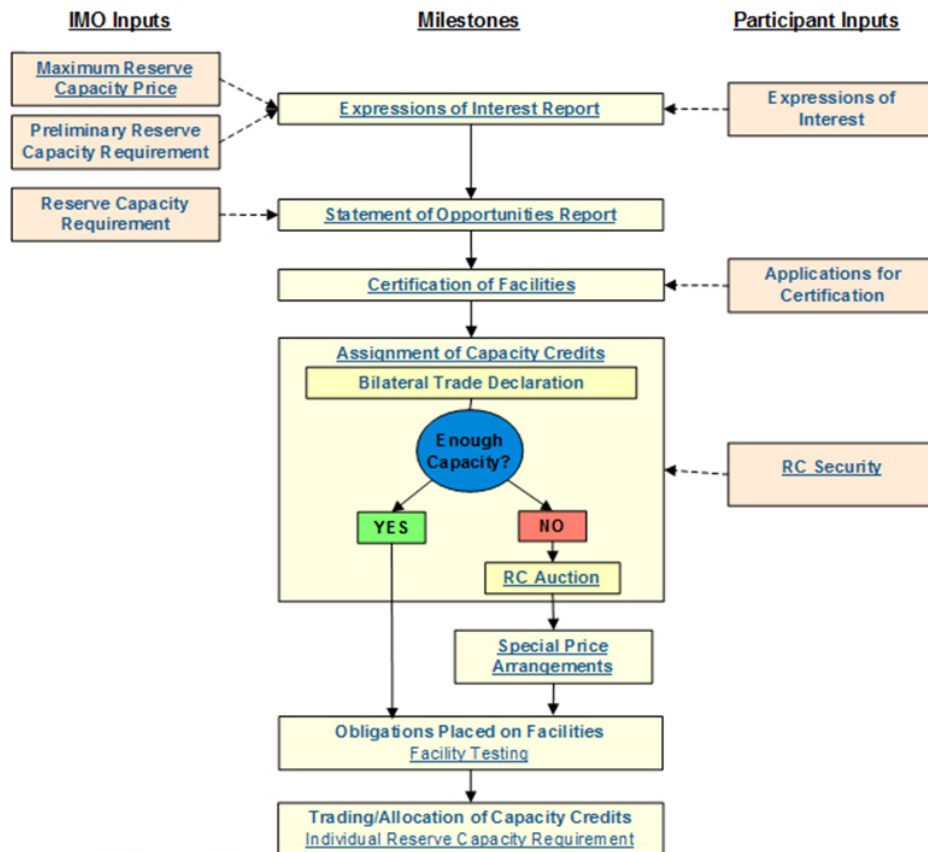 IMO Inputs
Milestones
Participant Inputs
Maximum Reserve
Capacity Price
Preliminary Reserve
Capacity Requirement
Expressions of Interest Report
Expressions of
Interest
Reserve Capacity
Requirement
Statement of Opportunities Report
Certification of Facilities
Applications for
Certification
Assignment of Capacity Credits
Bilateral Trade Declaration
Enough
Capacity?
RC Security
YES
NO
RC Auction
Special Price
Arrangements
Obligations Placed on Facilities
Facility Testing
Trading/Allocation of Capacity Credits
Individual Reserve Capacity Requirement